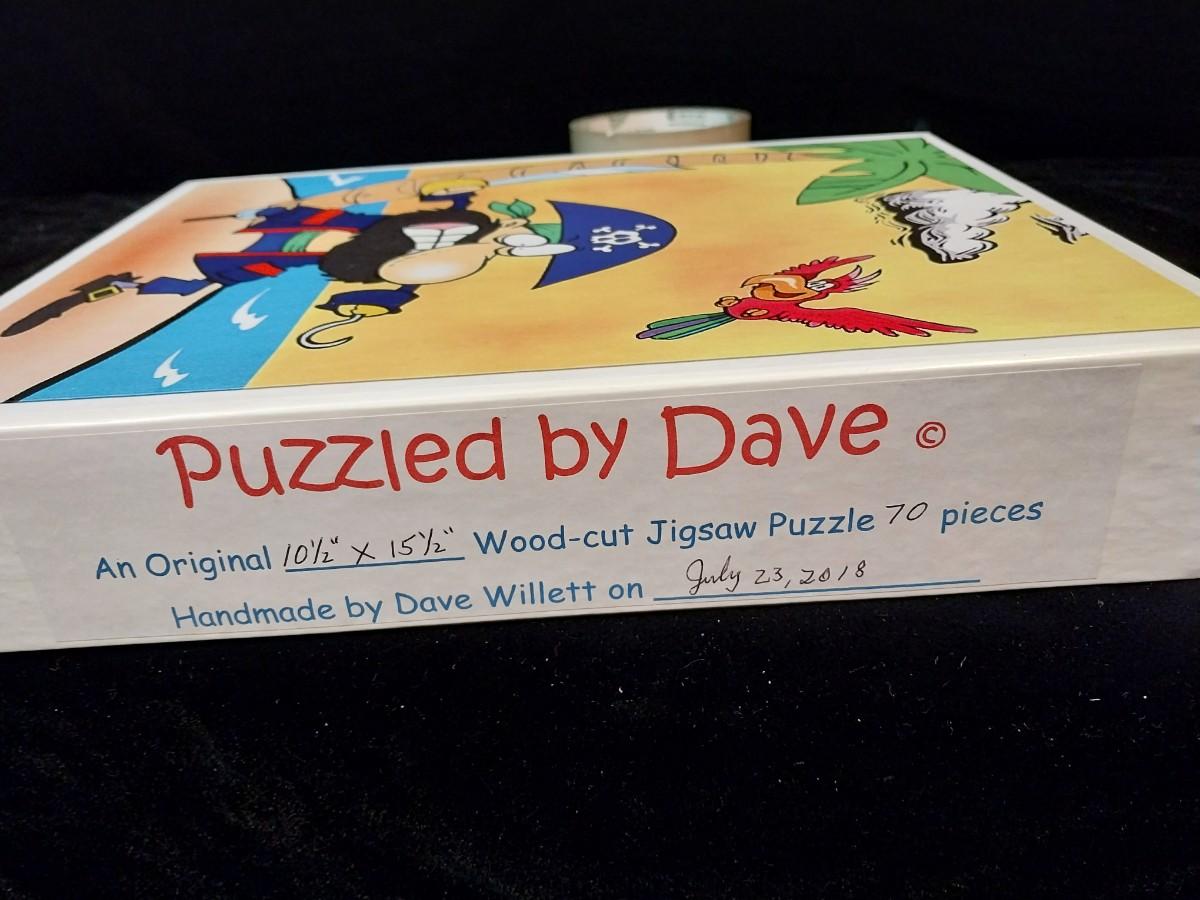 Puzzled by Dave ©
An Original 10½" X 15½" Wood-cut Jigsaw Puzzle 70 pieces
Handmade by Dave Willett on July 23, 2018